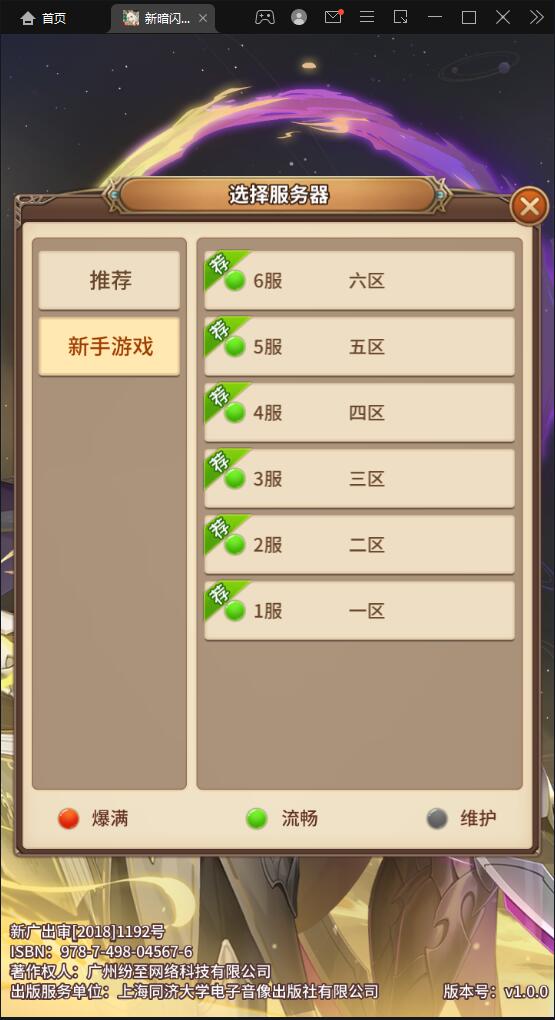 首页
新暗闪...
选择服务器
推荐
新手游戏
荐
6服 六区
荐
5服 五区
荐
4服 四区
荐
3服 三区
荐
2服 二区
荐
1服 一区
爆满 流畅 维护
新广出审[2018]1192号
ISBN：978-7-498-04567-6
著作权人：广州纷至网络科技有限公司
出版服务单位：上海同济大学电子音像出版社有限公司 版本号：v1.0.0